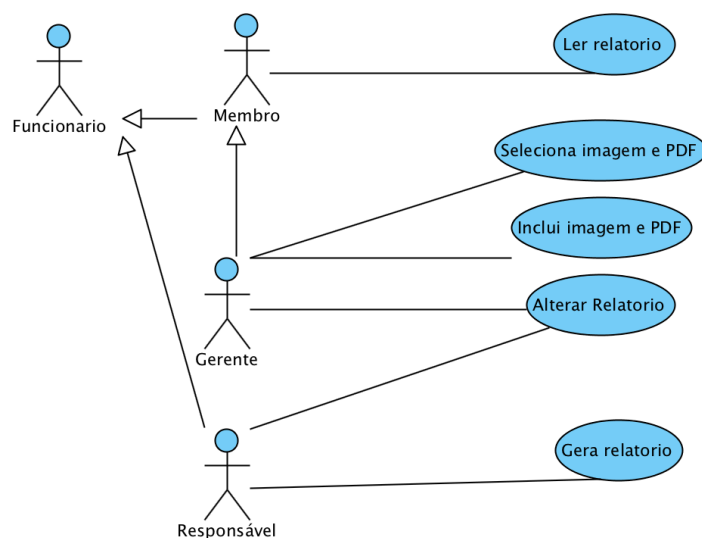 Ler relatorio
Funcionario
Membro
Seleciona imagem e PDF
Inclui imagem e PDF
Alterar Relatorio
Gerente
Gera relatorio
Responsável